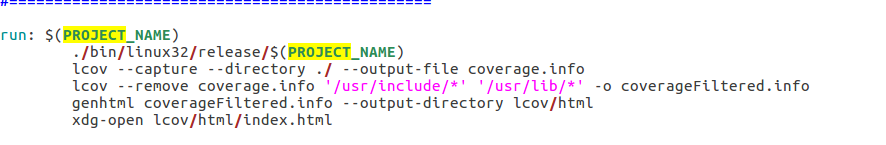 #===============================================
run: $(PROJECT_NAME)
./bin/linux32/release/$(PROJECT_NAME)
lcov --capture --directory ./ --output-file coverage.info
lcov --remove coverage.info '/usr/include/*' '/usr/lib/*' -o coverageFiltered.info
genhtml coverageFiltered.info --output-directory lcov/html
xdg-open lcov/html/index.html